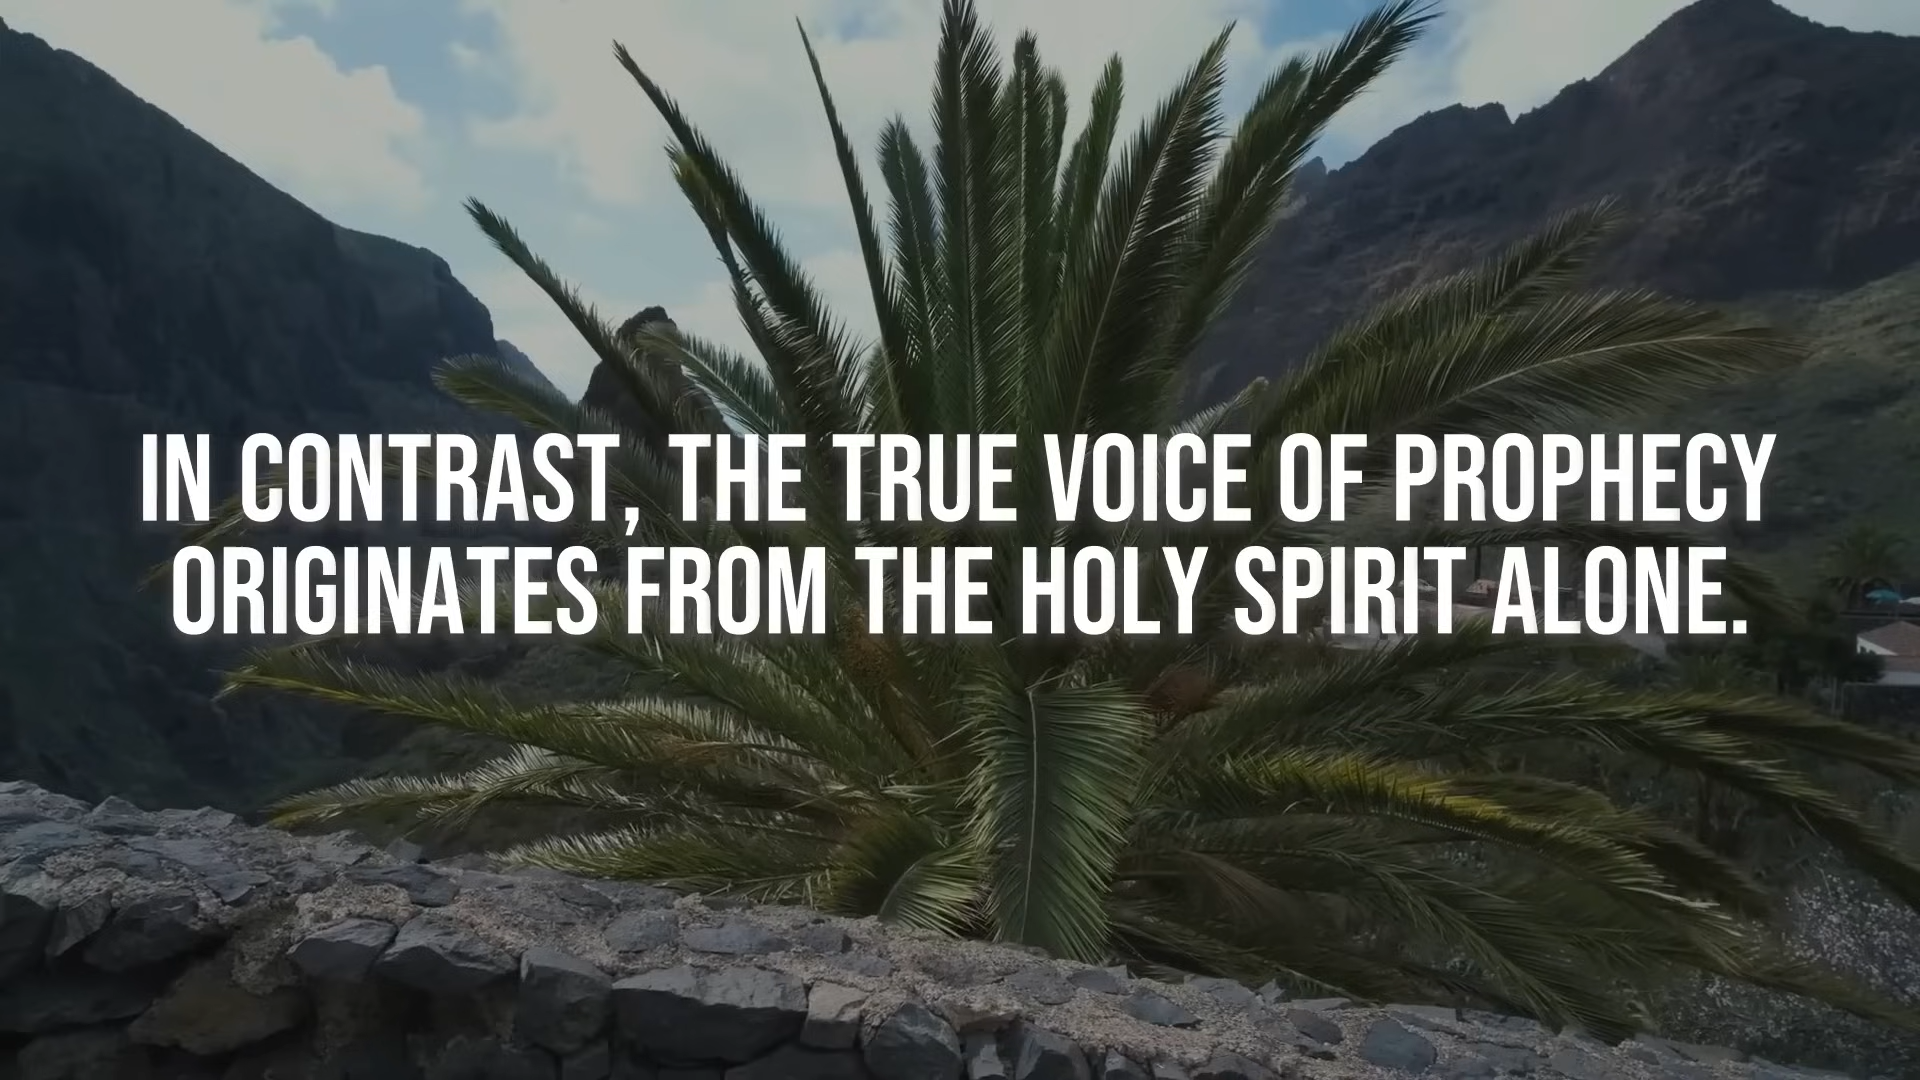 IN CONTRAST, THE TRUE VOICE OF PROPHECY
ORIGINATES FROM THE HOLY SPIRIT ALONE.